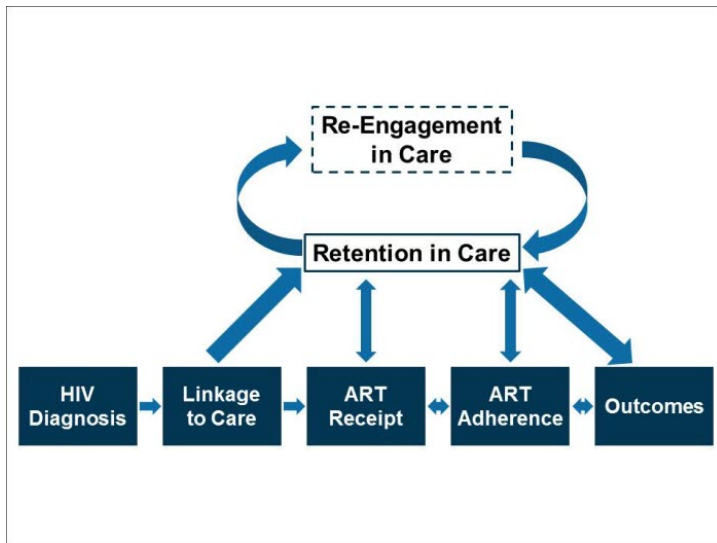 Re-Engagement
in Care
Retention in Care
HIV
Diagnosis
Linkage
to Care
ART
Receipt
ART
Adherence
Outcomes